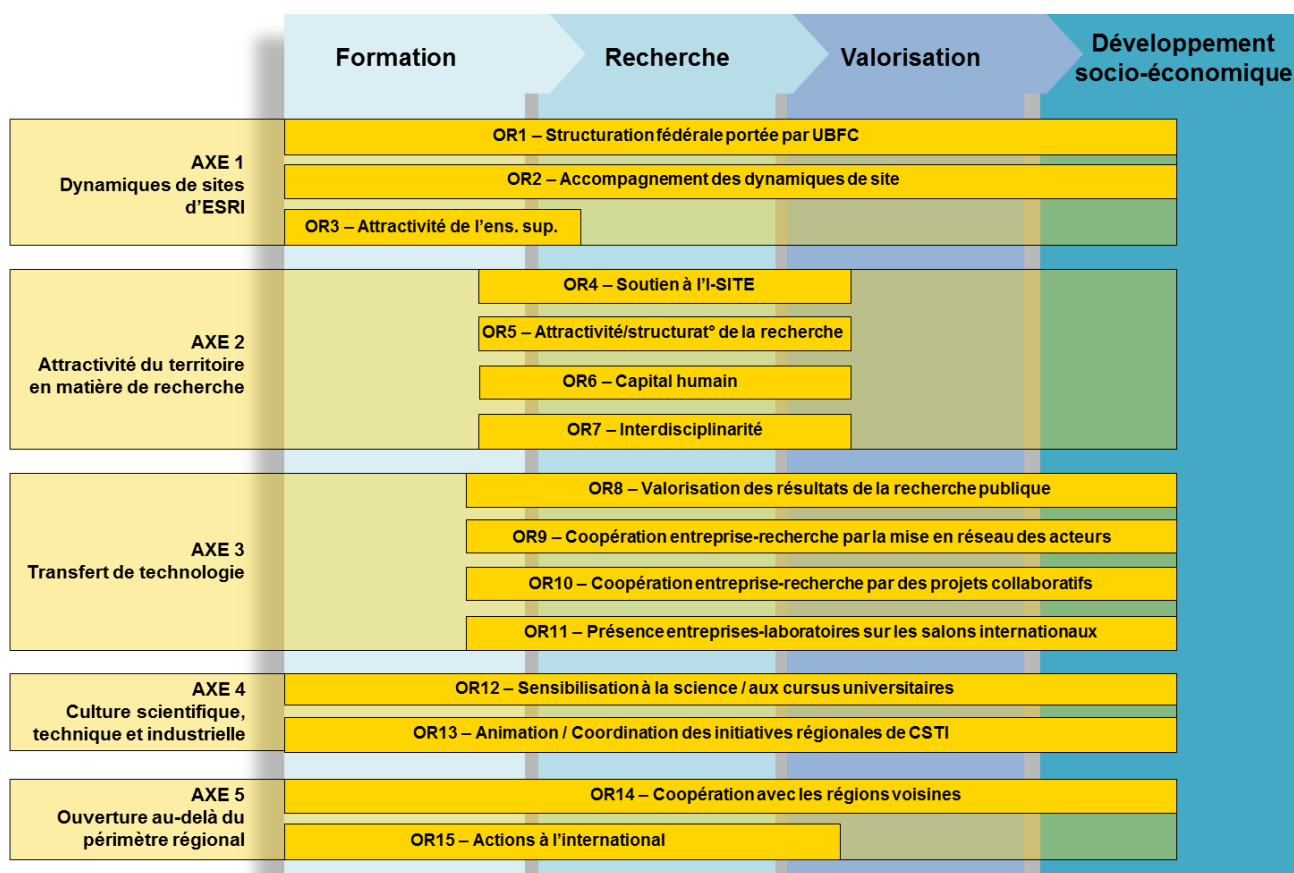 Formation
Recherche
Valorisation
Développement
socio-économique
AXE 1
Dynamiques de sites
d'ESRI
OR1 – Structuration fédérale portée par UBFC
OR2 – Accompagnement des dynamiques de site
OR3 – Attractivité de l'ens. sup.
AXE 2
Attractivité du territoire
en matière de recherche
OR4 – Soutien à l'I-SITE
OR5 – Attractivité/structurat° de la recherche
OR6 – Capital humain
OR7 – Interdisciplinarité
AXE 3
Transfert de technologie
OR8 – Valorisation des résultats de la recherche publique
OR9 – Coopération entreprise-recherche par la mise en réseau des acteurs
OR10 – Coopération entreprise-recherche par des projets collaboratifs
OR11 – Présence entreprises-laboratoires sur les salons internationaux
AXE 4
Culture scientifique,
technique et industrielle
OR12 – Sensibilisation à la science / aux cursus universitaires
OR13 – Animation / Coordination des initiatives régionales de CSTI
AXE 5
Ouverture au-delà du
périmètre régional
OR14 – Coopération avec les régions voisines
OR15 – Actions à l'international